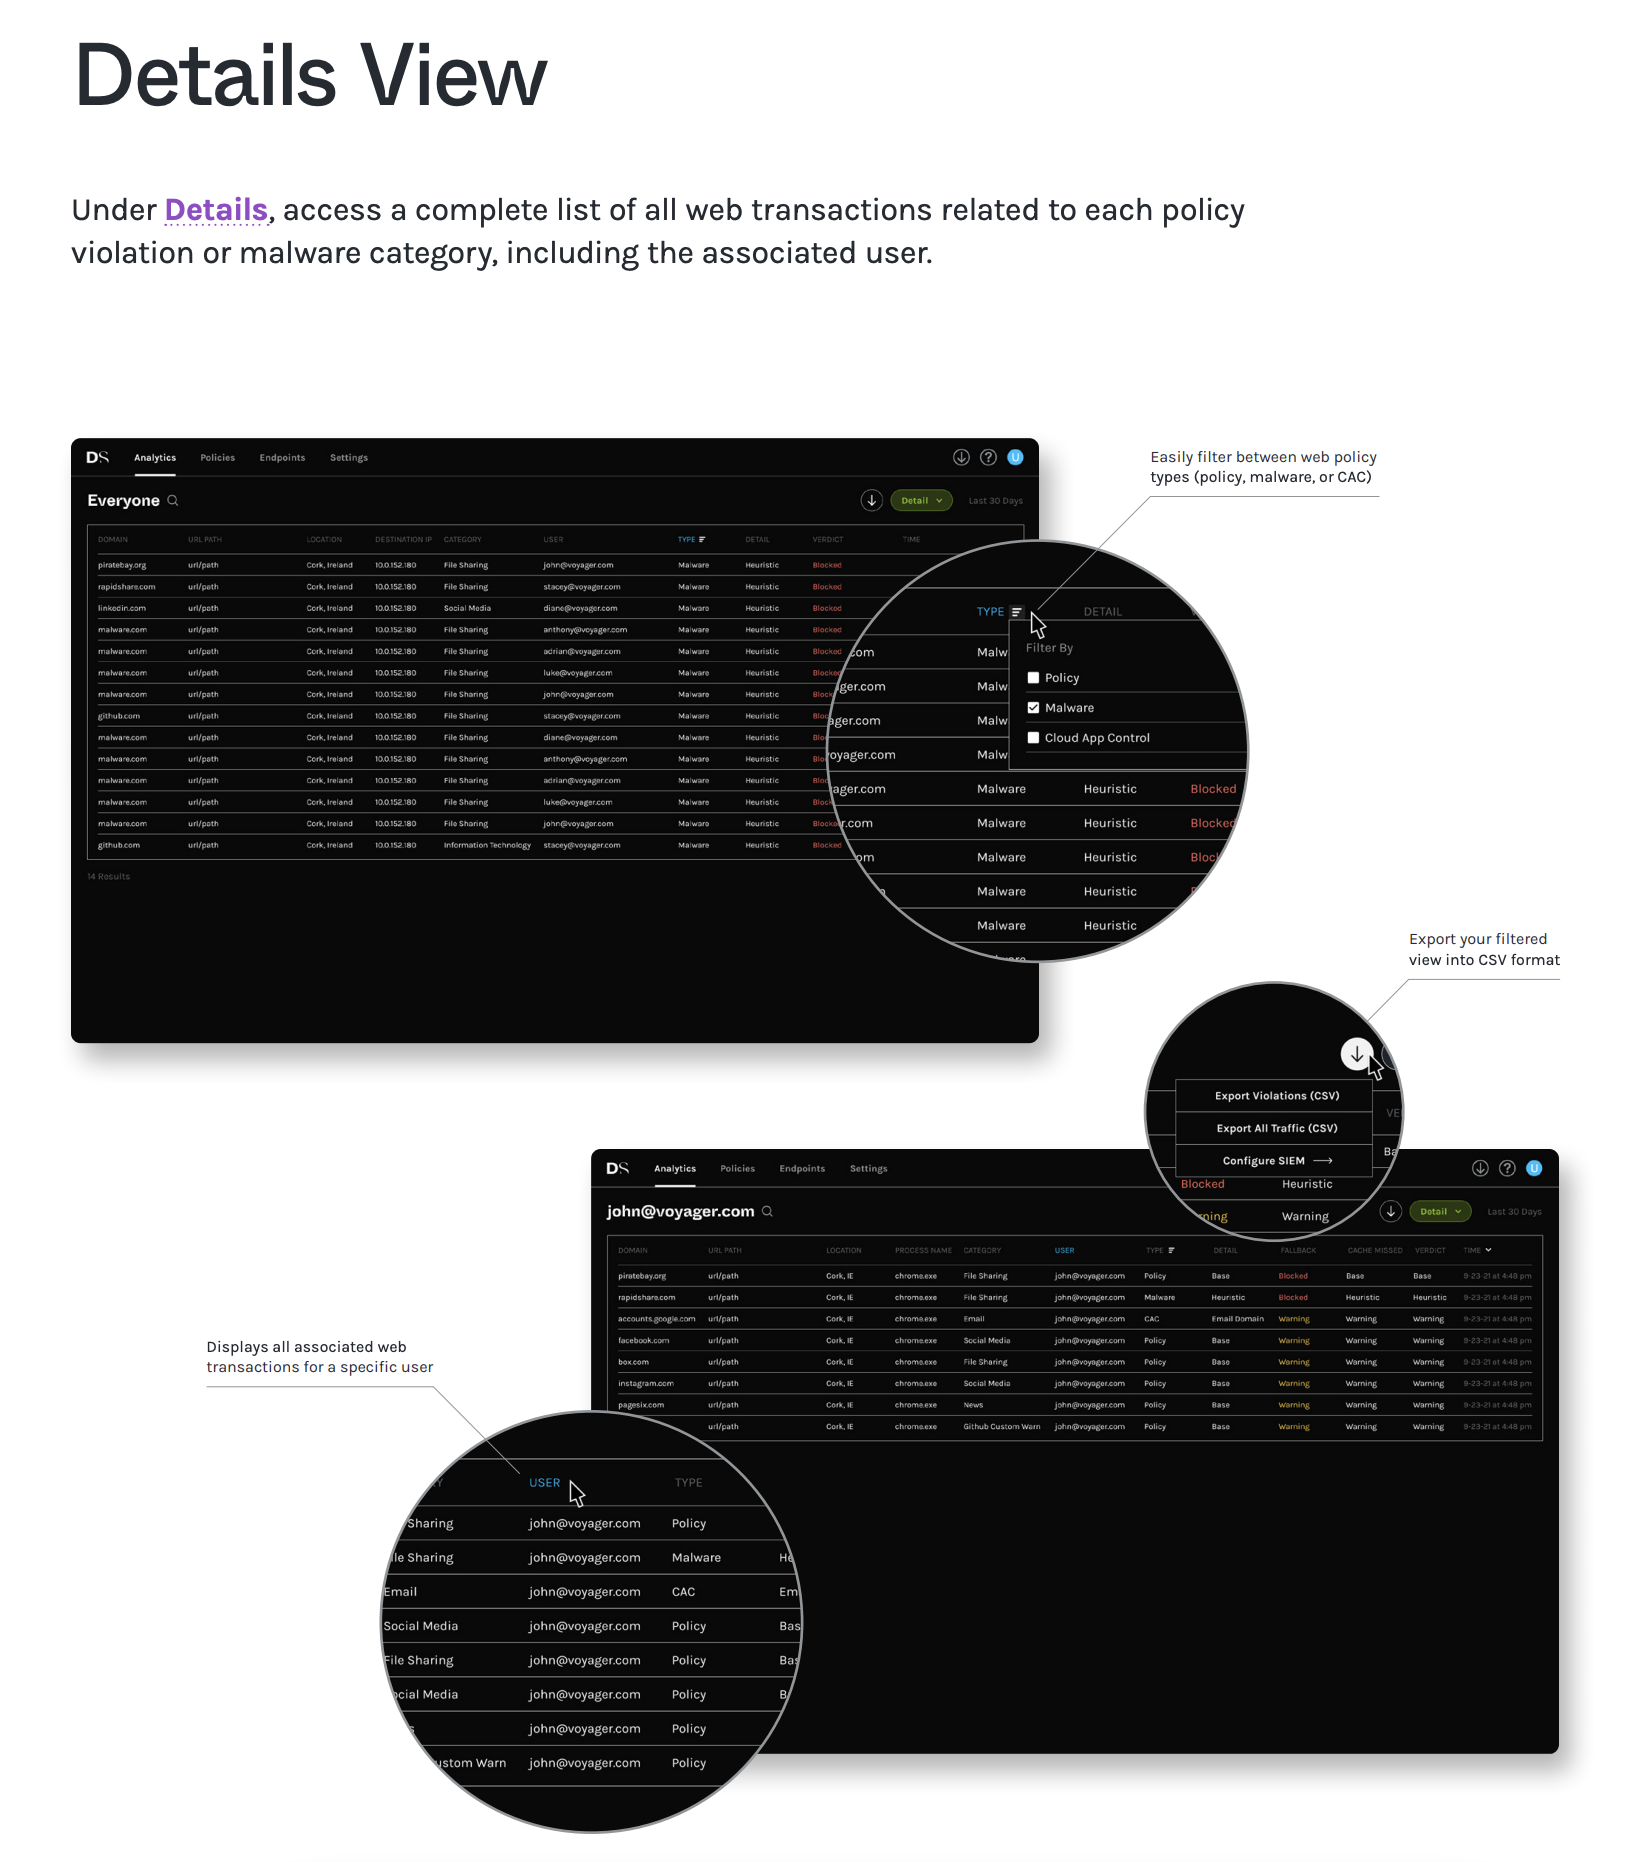 Details View
Under Details, access a complete list of all web transactions related to each policy
violation or malware category, including the associated user.
DS Analytics Policies Endpoints Settings U
Everyone Detail Last 30 Days
DOMAIN URL PATH LOCATION DESTINATION IP CATEGORY USER TYPE DETAIL VERDICT TIME
piratebay.org url/path Cork, Ireland 10.0.152.180 File Sharing john@voyager.com Malware Heuristic Blocked
rapidshare.com url/path Cork, Ireland 10.0.152.180 File Sharing stacey@voyager.com Malware Heuristic Blocked
linkedin.com url/path Cork, Ireland 10.0.152.180 Social Media diane@voyager.com Malware Heuristic Blocked
malware.com url/path Cork, Ireland 10.0.152.180 File Sharing anthony@voyager.com Malware Heuristic Blocked
malware.com url/path Cork, Ireland 10.0.152.180 File Sharing adrian@voyager.com Malware Heuristic Blocked
malware.com url/path Cork, Ireland 10.0.152.180 File Sharing luke@voyager.com Malware Heuristic Blocked
malware.com url/path Cork, Ireland 10.0.152.180 File Sharing john@voyager.com Malware Heuristic Block
github.com url/path Cork, Ireland 10.0.152.180 File Sharing stacey@voyager.com Malware Heuristic Bloc
malware.com url/path Cork, Ireland 10.0.152.180 File Sharing diane@voyager.com Malware Heuristic Blo
malware.com url/path Cork, Ireland 10.0.152.180 File Sharing anthony@voyager.com Malware Heuristic Blo
malware.com url/path Cork, Ireland 10.0.152.180 File Sharing adrian@voyager.com Malware Heuristic Bloc
malware.com url/path Cork, Ireland 10.0.152.180 File Sharing luke@voyager.com Malware Heuristic Block
malware.com url/path Cork, Ireland 10.0.152.180 File Sharing john@voyager.com Malware Heuristic Blocke
github.com url/path Cork, Ireland 10.0.152.180 Information Technology stacey@voyager.com Malware Heuristic Blocked
14 Results
Easily filter between web policy
types (policy, malware, or CAC)
TYPE DETAIL
Filter By
Policy
Malware
Cloud App Control
.com Malw
ger.com Malw
ager.com Malw
oyager.com Malw
ager.com Malware Heuristic Blocked
r.com Malware Heuristic Blocked
om Malware Heuristic Bloc
Malware Heuristic
Malware Heuristic
Export your filtered
view into CSV format
Export Violations (CSV)
Export All Traffic (CSV)
Configure SIEM
VE
Ba
Blocked Heuristic
rning Warning
DS Analytics Policies Endpoints Settings U
john@voyager.com Detail Last 30 Days
DOMAIN URL PATH LOCATION PROCESS NAME CATEGORY USER TYPE DETAIL FALLBACK CACHE MISSED VERDICT TIME
piratebay.org url/path Cork, IE chrome.exe File Sharing john@voyager.com Policy Base Blocked Base Base 9-23-21 at 4:48 pm
rapidshare.com url/path Cork, IE chrome.exe File Sharing john@voyager.com Malware Heuristic Blocked Heuristic Heuristic 9-23-21 at 4:48 pm
accounts.google.com url/path Cork, IE chrome.exe Email john@voyager.com CAC Email Domain Warning Warning Warning 9-23-21 at 4:48 pm
facebook.com url/path Cork, IE chrome.exe Social Media john@voyager.com Policy Base Warning Warning Warning 9-23-21 at 4:48 pm
box.com url/path Cork, IE chrome.exe File Sharing john@voyager.com Policy Base Warning Warning Warning 9-23-21 at 4:48 pm
instagram.com url/path Cork, IE chrome.exe Social Media john@voyager.com Policy Base Warning Warning Warning 9-23-21 at 4:48 pm
pagesix.com url/path Cork, IE chrome.exe News john@voyager.com Policy Base Warning Warning Warning 9-23-21 at 4:48 pm
url/path Cork, IE chrome.exe Github Custom Warn john@voyager.com Policy Base Warning Warning Warning 9-23-21 at 4:48 pm
Displays all associated web
transactions for a specific user
Y USER TYPE
Sharing john@voyager.com Policy
le Sharing john@voyager.com Malware He
Email john@voyager.com CAC Em
Social Media john@voyager.com Policy Bas
File Sharing john@voyager.com Policy Bas
ocial Media john@voyager.com Policy B
s john@voyager.com Policy
ustom Warn john@voyager.com Policy